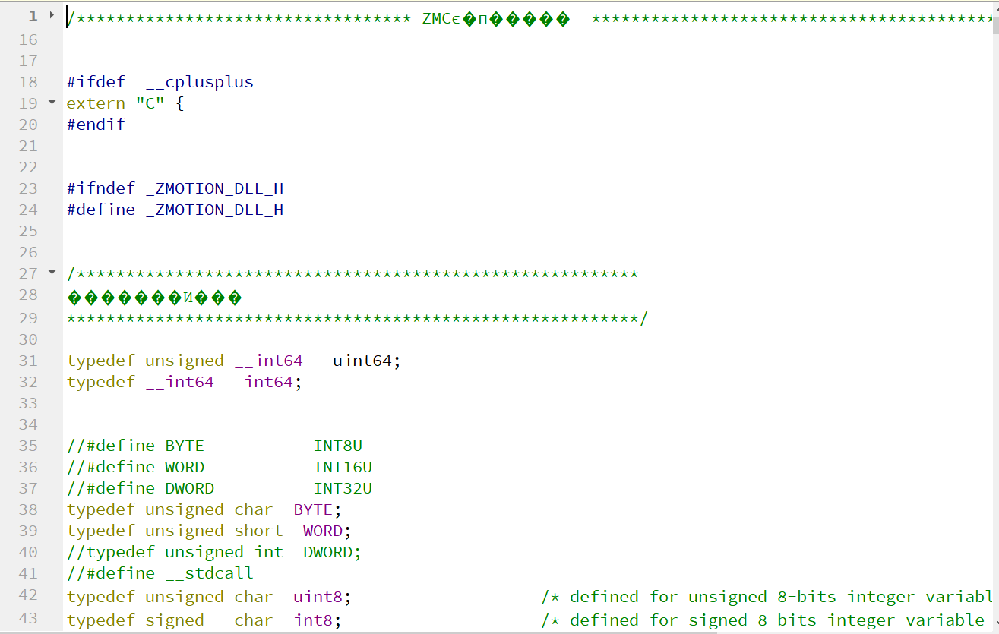 1 /********************************** ZMCє�п�����  *****************************************
16
17
18 #ifdef  __cplusplus
19 extern "C" {
20 #endif
21
22
23 #ifndef _ZMOTION_DLL_H
24 #define _ZMOTION_DLL_H
25
26
27 /*********************************************************
28 �������И���
29 **********************************************************/
30
31 typedef unsigned __int64   uint64;
32 typedef __int64   int64;
33
34
35 //#define BYTE           INT8U
36 //#define WORD           INT16U
37 //#define DWORD          INT32U
38 typedef unsigned char  BYTE;
39 typedef unsigned short  WORD;
40 //typedef unsigned int  DWORD;
41 //#define __stdcall
42 typedef unsigned char  uint8;                   /* defined for unsigned 8-bits integer variabl
43 typedef signed   char  int8;                    /* defined for signed 8-bits integer variable